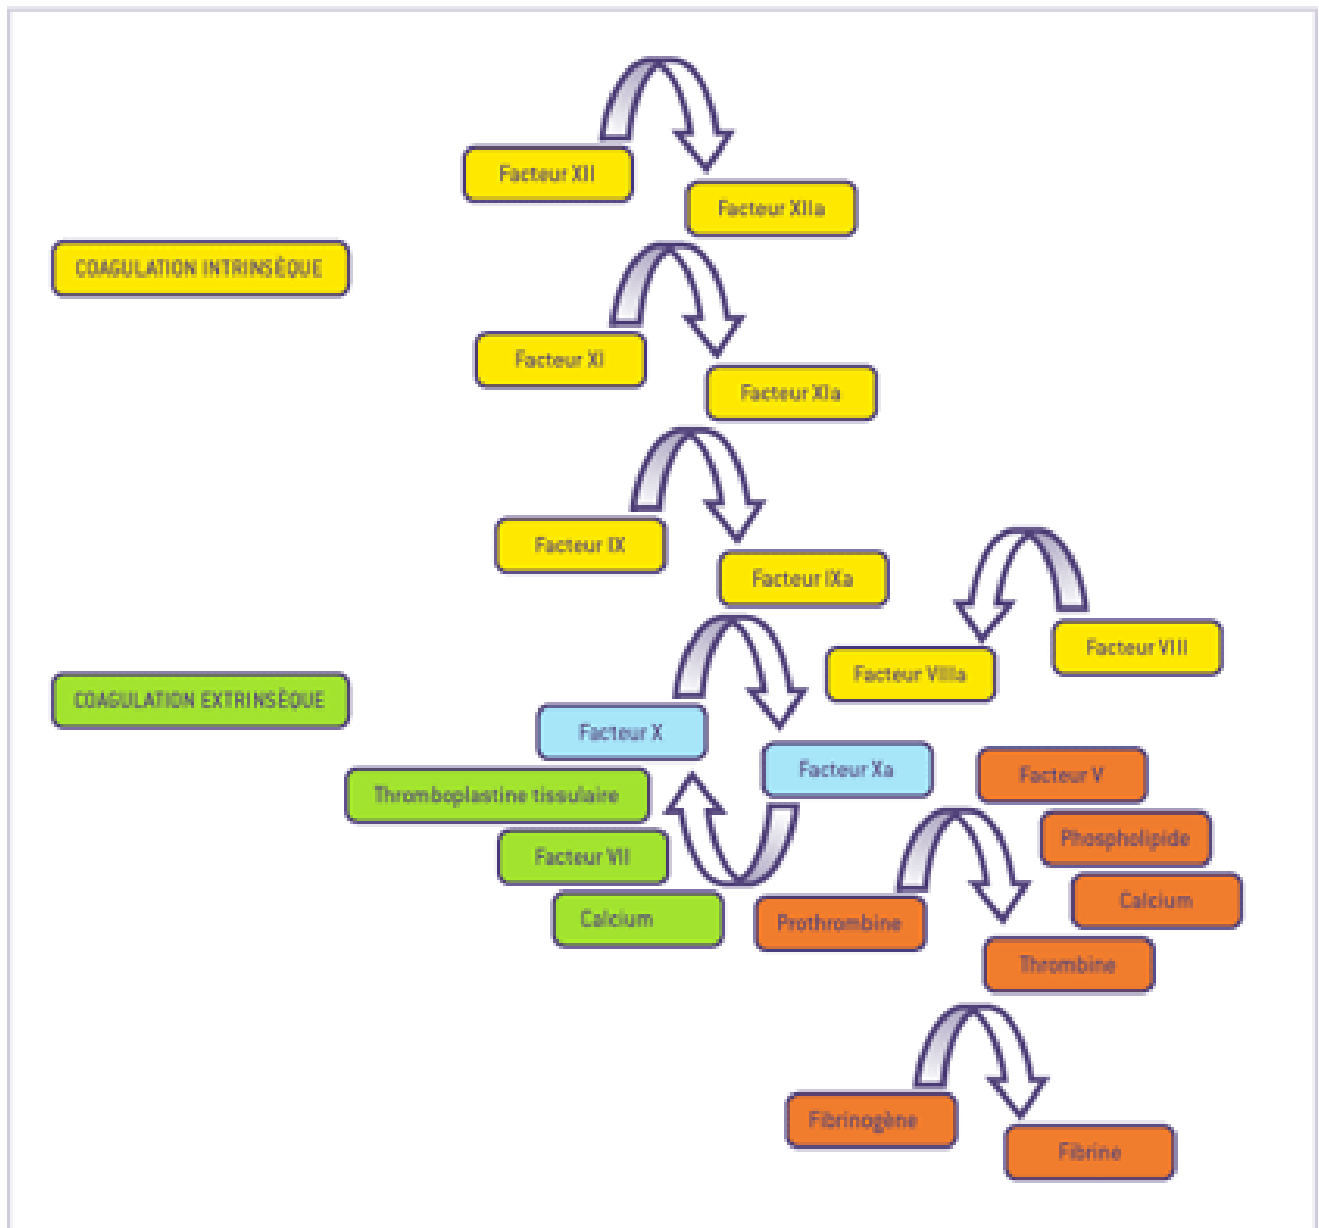 Facteur XII
Facteur XIIa
COAGULATION INTRINSÈQUE
Facteur XI
Facteur XIa
Facteur IX
Facteur IXa
Facteur VIII
Facteur VIIIa
COAGULATION EXTRINSÈQUE
Facteur X
Facteur Xa
Facteur V
Thromboplastine tissulaire
Phospholipide
Facteur VII
Calcium
Calcium
Prothrombine
Thrombine
Fibrinogène
Fibrine